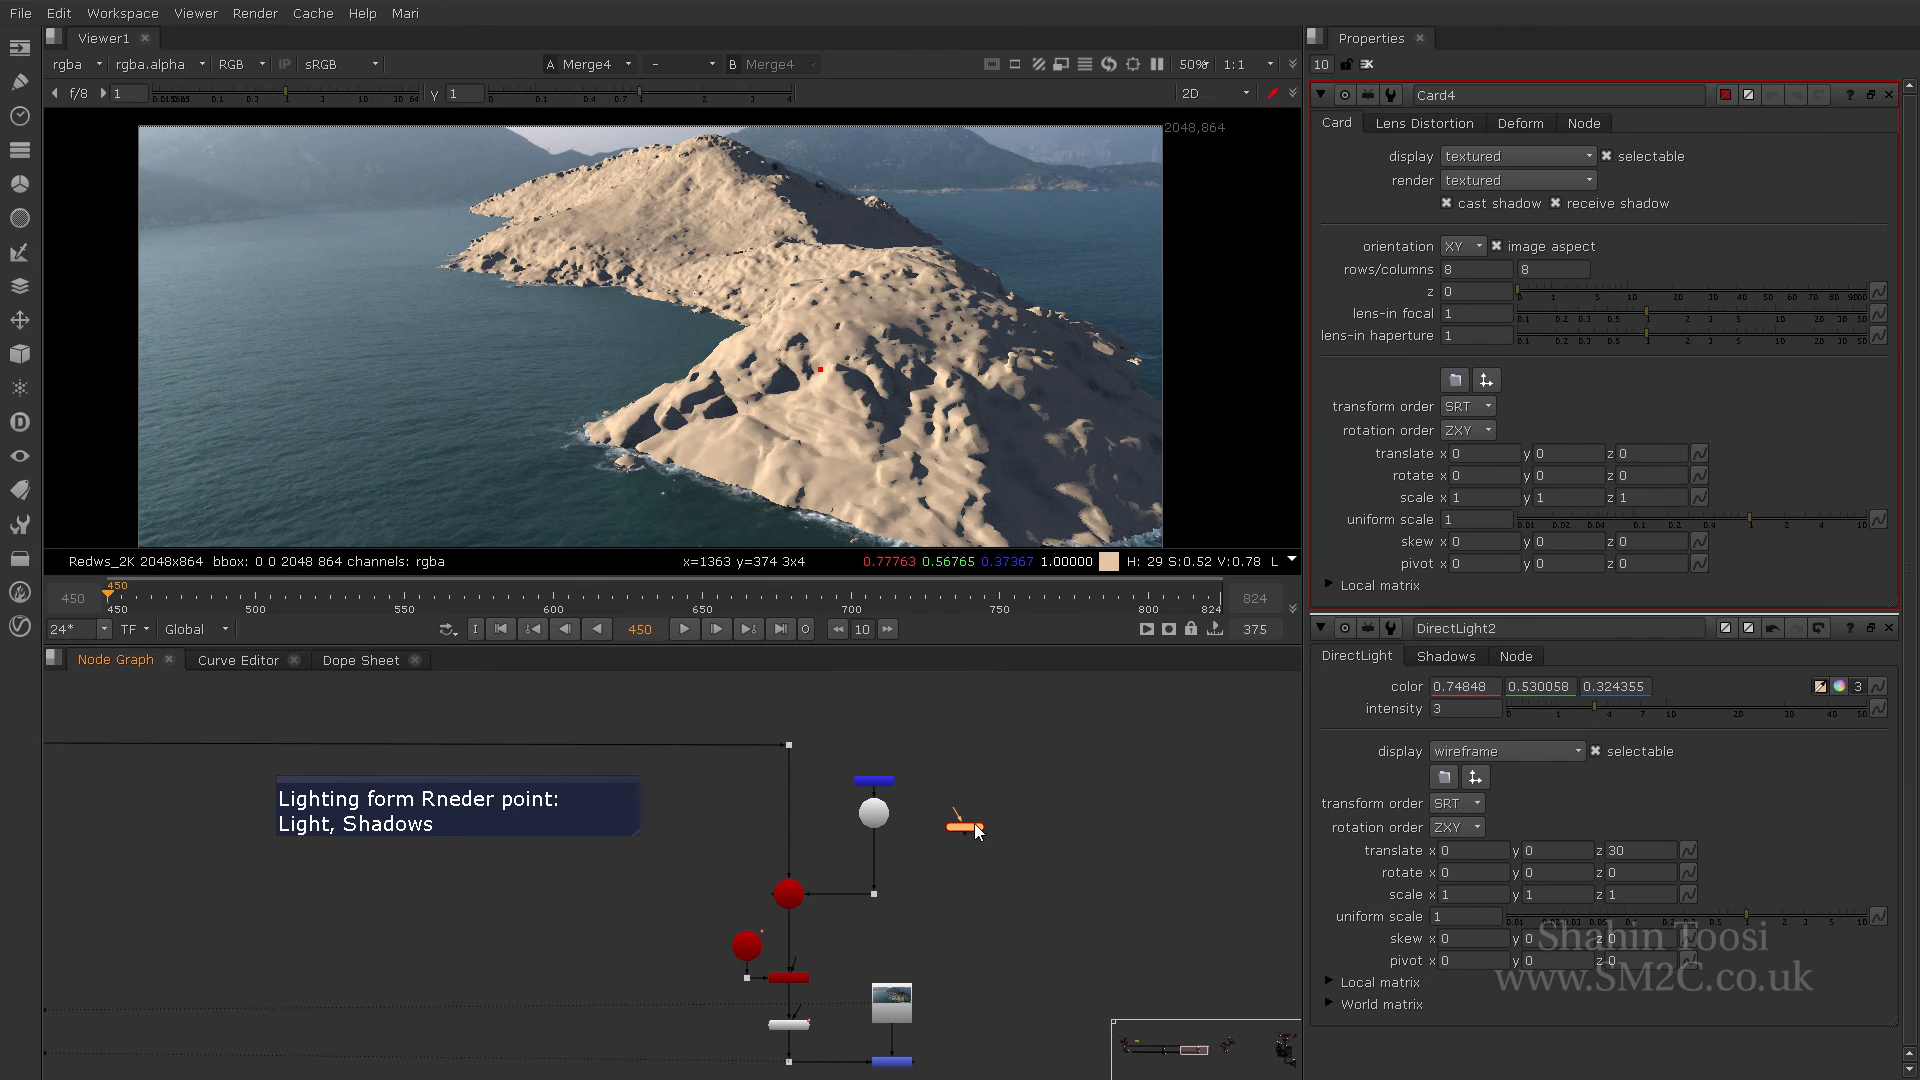 File Edit Workspace Viewer Render Cache Help Mari
Viewer1
rgba rgba.alpha RGB IP sRGB A Merge4 - B Merge4 50% 1:1
f/8 1 Y 1 2D
2048,864
Redws_2K 2048x864 bbox: 0 0 2048 864 channels: rgba x=1363 y=374 3x4 0.77763 0.56765 0.37367 1.00000 H: 29 S:0.52 V:0.78 L
450
450 450 500 550 600 650 700 750 800 824 824
24* TF Global I 450 O 10 375
Node Graph Curve Editor Dope Sheet
Lighting form Rneder point:
Light, Shadows
Properties
10
Card4
Card Lens Distortion Deform Node
display textured selectable
render textured
cast shadow receive shadow
orientation XY image aspect
rows/columns 8 8
z 0
lens-in focal 1
lens-in haperture 1
transform order SRT
rotation order ZXY
translate x 0 y 0 z 0
rotate x 0 y 0 z 0
scale x 1 y 1 z 1
uniform scale 1
skew x 0 y 0 z 0
pivot x 0 y 0 z 0
Local matrix
DirectLight2
DirectLight Shadows Node
color 0.74848 0.530058 0.324355 3
intensity 3
display wireframe selectable
transform order SRT
rotation order ZXY
translate x 0 y 0 z 30
rotate x 0 y 0 z 0
scale x 1 y 1 z 1
uniform scale 1
skew x 0 y 0 z 0
pivot x 0 y 0 z 0
Local matrix
World matrix
Shahin Toosi
www.SM2C.co.uk